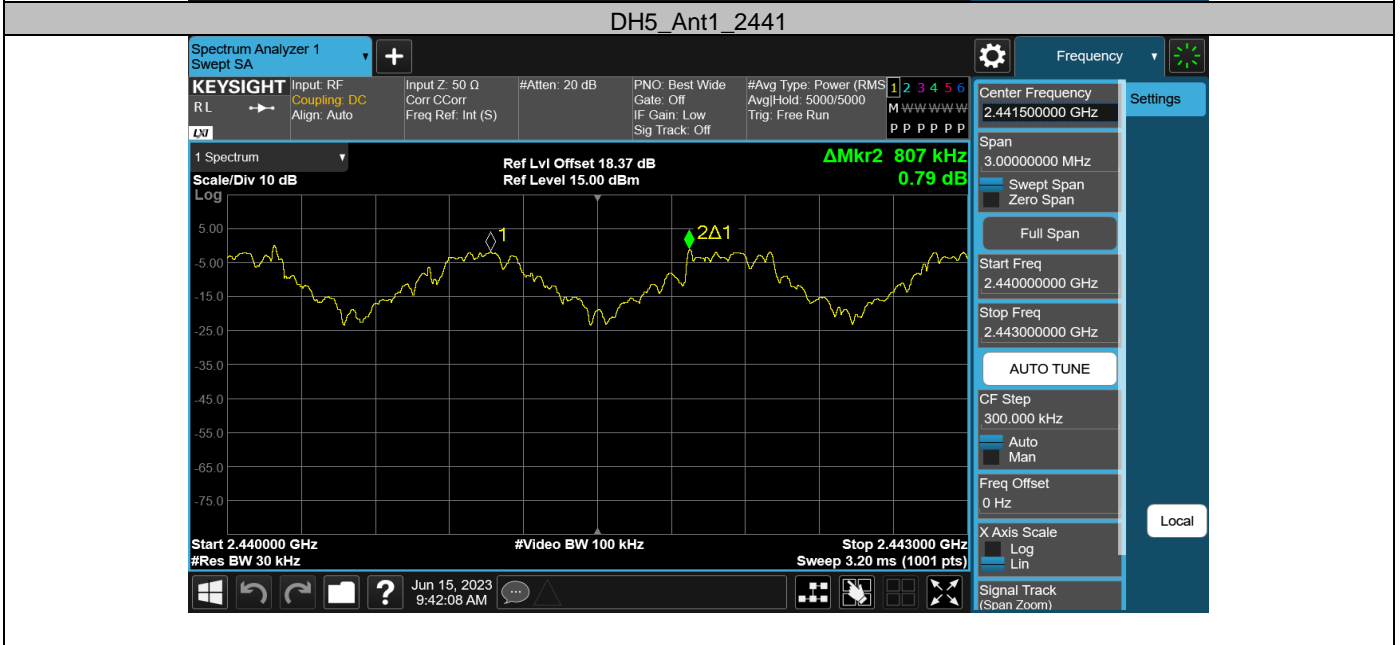 DH5_Ant1_2441
Spectrum Analyzer 1
Swept SA
Frequency
KEYSIGHT
RL
LXI
Input: RF
Coupling: DC
Align: Auto
Input Z: 50 Ω
Corr CCorr
Freq Ref: Int (S)
#Atten: 20 dB
PNO: Best Wide
Gate: Off
IF Gain: Low
Sig Track: Off
#Avg Type: Power (RMS
Avg|Hold: 5000/5000
Trig: Free Run
1 2 3 4 5 6
M W W W W W
P P P P P P
1 Spectrum
Scale/Div 10 dB
Log
Ref Lvl Offset 18.37 dB
Ref Level 15.00 dBm
ΔMkr2 807 kHz
0.79 dB
5.00
-5.00
-15.0
-25.0
-35.0
-45.0
-55.0
-65.0
-75.0
1
2Δ1
Start 2.440000 GHz
#Res BW 30 kHz
#Video BW 100 kHz
Stop 2.443000 GHz
Sweep 3.20 ms (1001 pts)
Jun 15, 2023
9:42:08 AM
Center Frequency
2.441500000 GHz
Settings
Span
3.00000000 MHz
Swept Span
Zero Span
Full Span
Start Freq
2.440000000 GHz
Stop Freq
2.443000000 GHz
AUTO TUNE
CF Step
300.000 kHz
Auto
Man
Freq Offset
0 Hz
X Axis Scale
Log
Lin
Local
Signal Track
(Span Zoom)